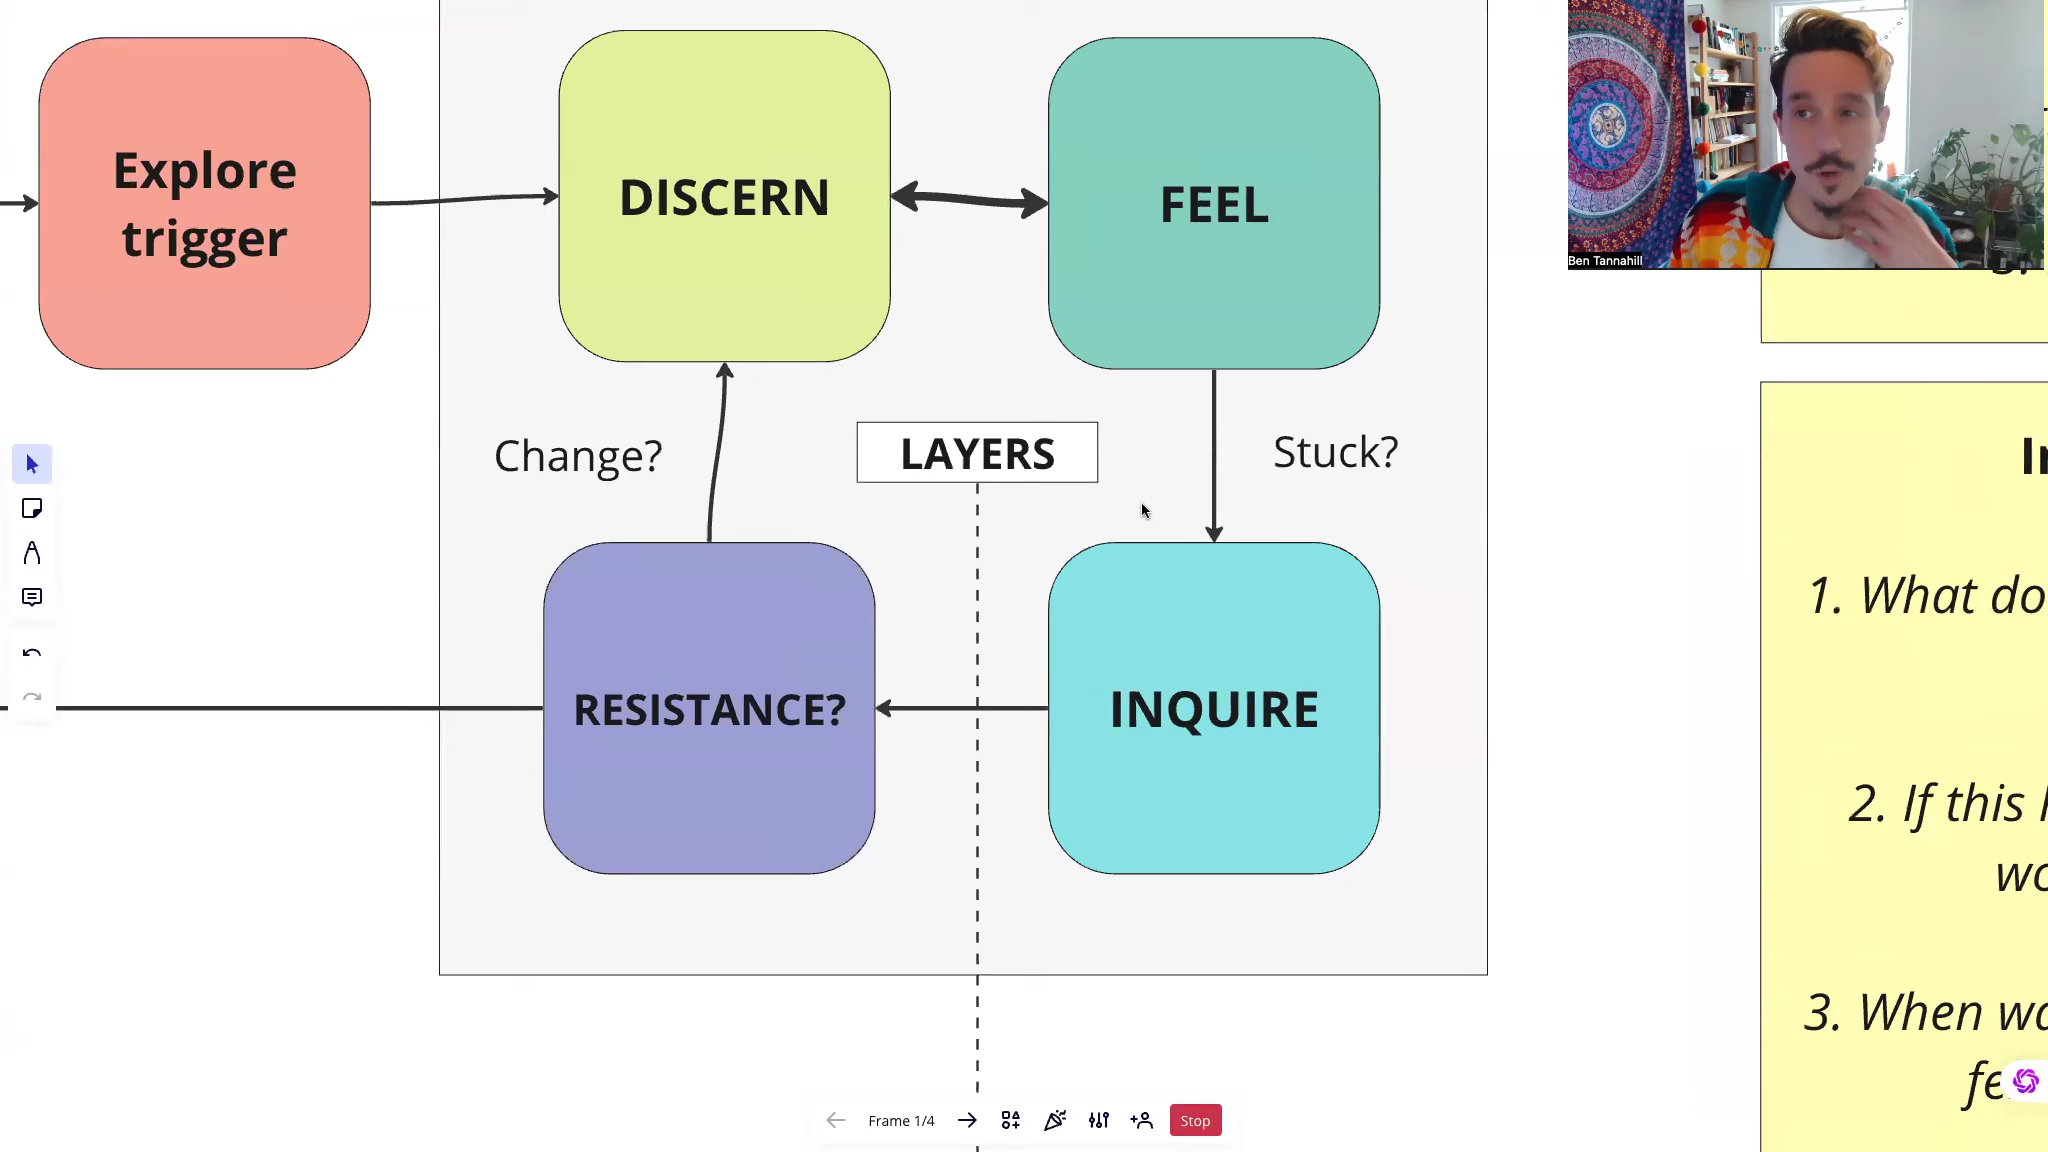 Explore
trigger
DISCERN
FEEL
Ben Tannahill
Change?
LAYERS
Stuck?
RESISTANCE?
INQUIRE
1. What do
2. If this
3. When
Frame 1/4
Stop